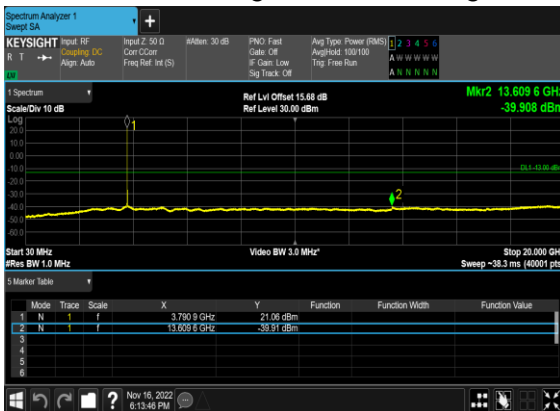 Spectrum Analyzer 1
Swept SA
KEYSIGHT Input: RF Input Z: 50 Ω #Atten: 30 dB PNO: Fast Avg Type: Power (RMS) 1 2 3 4 5 6
R T Coupling: DC Corr CCorr Gate: Off Avg|Hold: 100/100 A W W W W W
Align: Auto Freq Ref: Int (S) IF Gain: Low Trig: Free Run
LV Sig Track: Off A N N N N N
1 Spectrum Ref Lvl Offset 15.68 dB Mkr2 13.609 6 GHz
Scale/Div 10 dB Ref Level 30.00 dBm -39.908 dBm
Log
20.0 1
10.0
0.00
-10.0 DL1 -13.00 dBm
-20.0
-30.0 2
-40.0
-50.0
-60.0
Start 30 MHz Video BW 3.0 MHz* Stop 20.000 GHz
#Res BW 1.0 MHz Sweep ~38.3 ms (40001 pts)
5 Marker Table
Mode Trace Scale X Y Function Function Width Function Value
1 N 1 f 3.790 9 GHz 21.06 dBm
2 N 1 f 13.609 6 GHz -39.91 dBm
3
4
5
6
? Nov 16, 2022
6:13:46 PM